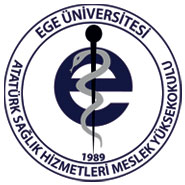 EGE ÜNİVERSİTESİ
e
1989
ATATÜRK SAĞLIK HİZMETLERİ MESLEK YÜKSEKOKULU